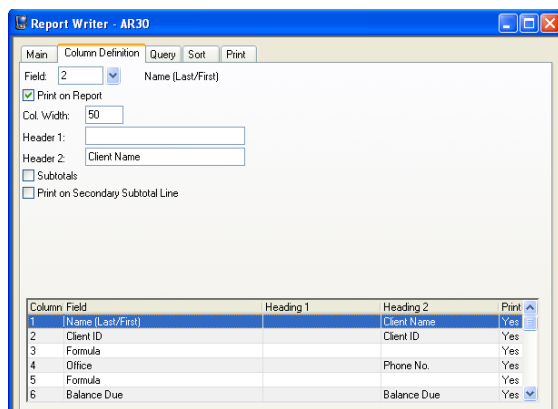 Report Writer - AR30
Main Column Definition Query Sort Print
Field: 2 Name (Last/First)
Print on Report
Col. Width: 50
Header 1:
Header 2: Client Name
Subtotals
Print on Secondary Subtotal Line
Column Field Heading 1 Heading 2 Print
1 Name (Last/First) Client Name Yes
2 Client ID Client ID Yes
3 Formula Yes
4 Office Phone No. Yes
5 Formula Yes
6 Balance Due Balance Due Yes